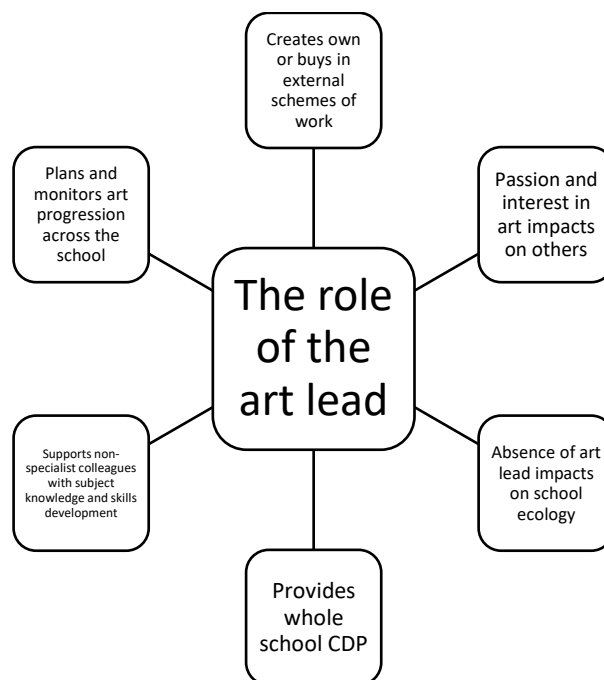 Creates own
or buys in
external
schemes of
work
Plans and
monitors art
progression
across the
school
Passion and
interest in
art impacts
on others
The role
of the
art lead
Supports non-
specialist colleagues
with subject
knowledge and skills
development
Absence of art
lead impacts
on school
ecology
Provides
whole
school CDP